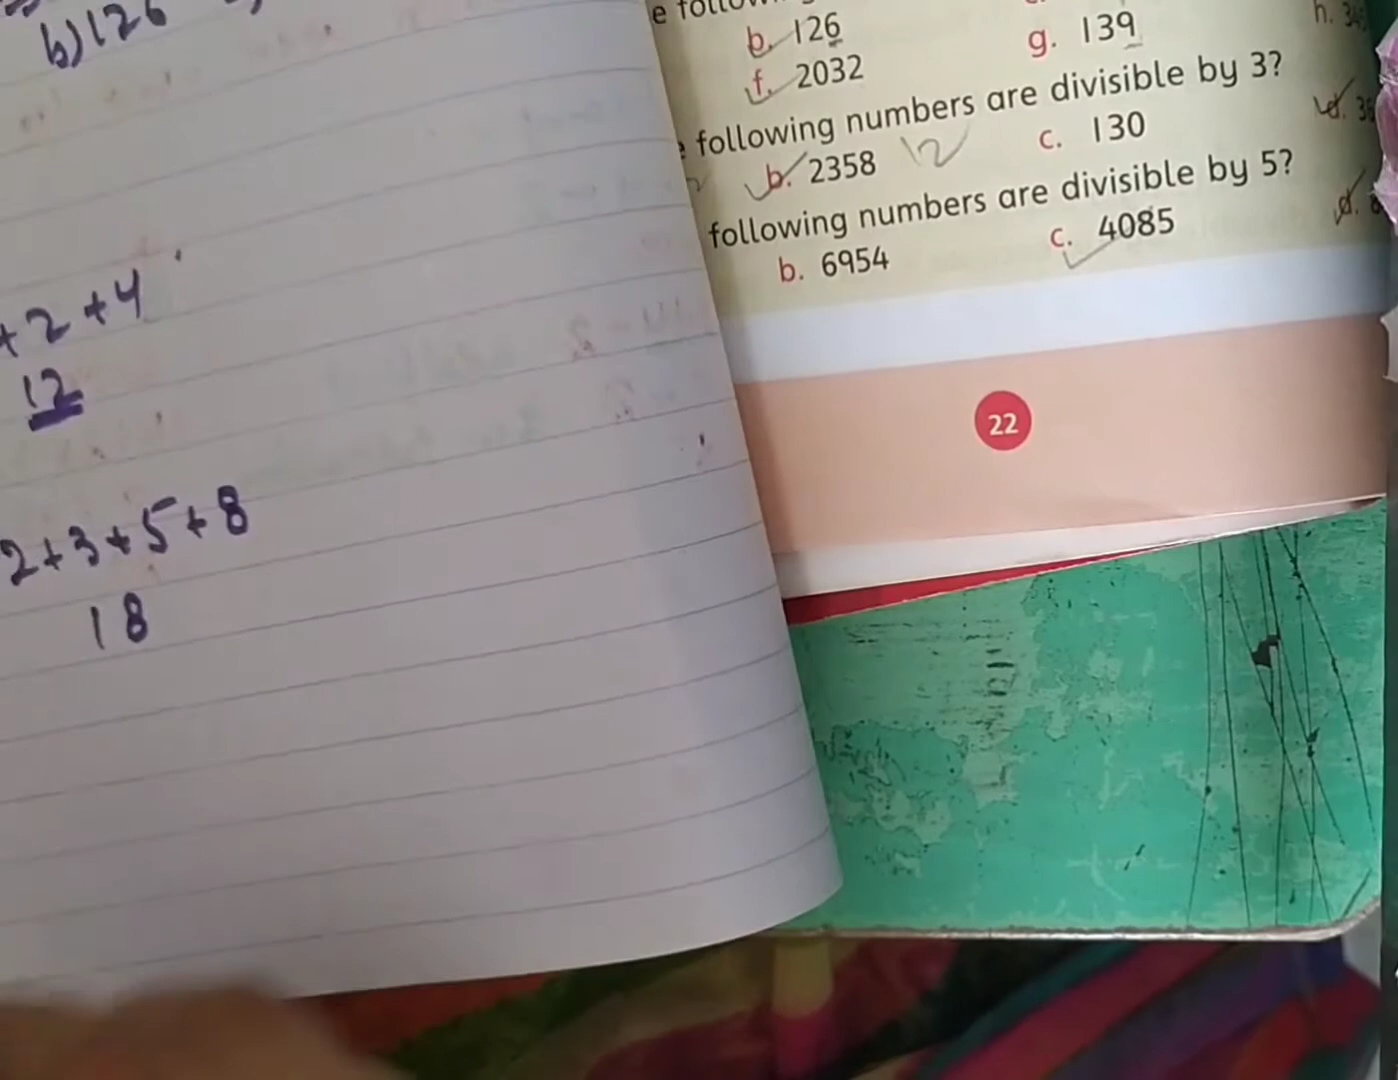 b) 126
+ 2 + 4
12
2 + 3 + 5 + 8
18
b. 126
g. 139
h.
f. 2032
following numbers are divisible by 3?
b. 2358 12
c. 130
d. 36
following numbers are divisible by 5?
b. 6954
c. 4085
d.
22